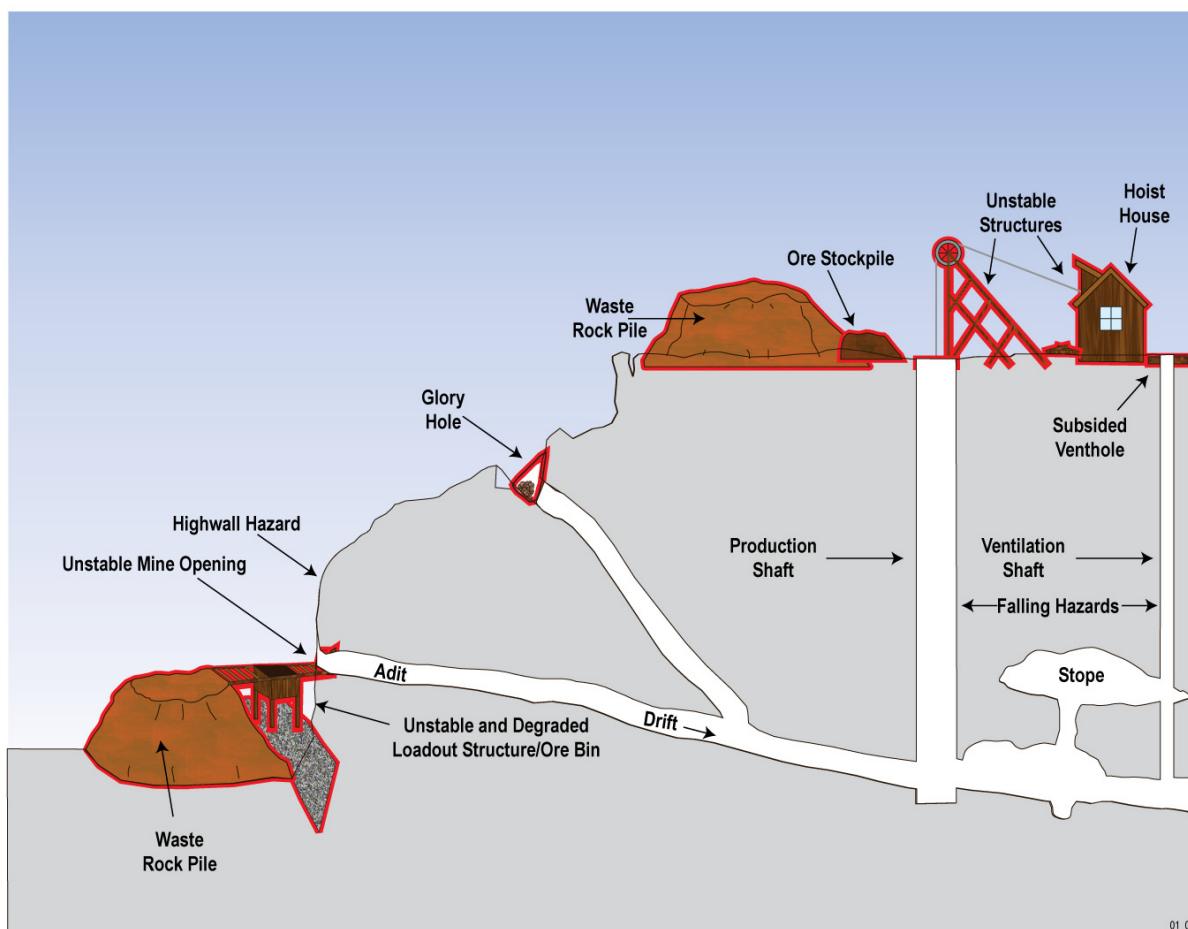 Unstable
Structures
Hoist
House
Ore Stockpile
Waste
Rock Pile
Glory
Hole
Subsided
Venthole
Highwall Hazard
Unstable Mine Opening
Production
Shaft
Ventilation
Shaft
Falling Hazards
Adit
Stope
Drift
Unstable and Degraded
Loadout Structure/Ore Bin
Waste
Rock Pile
01